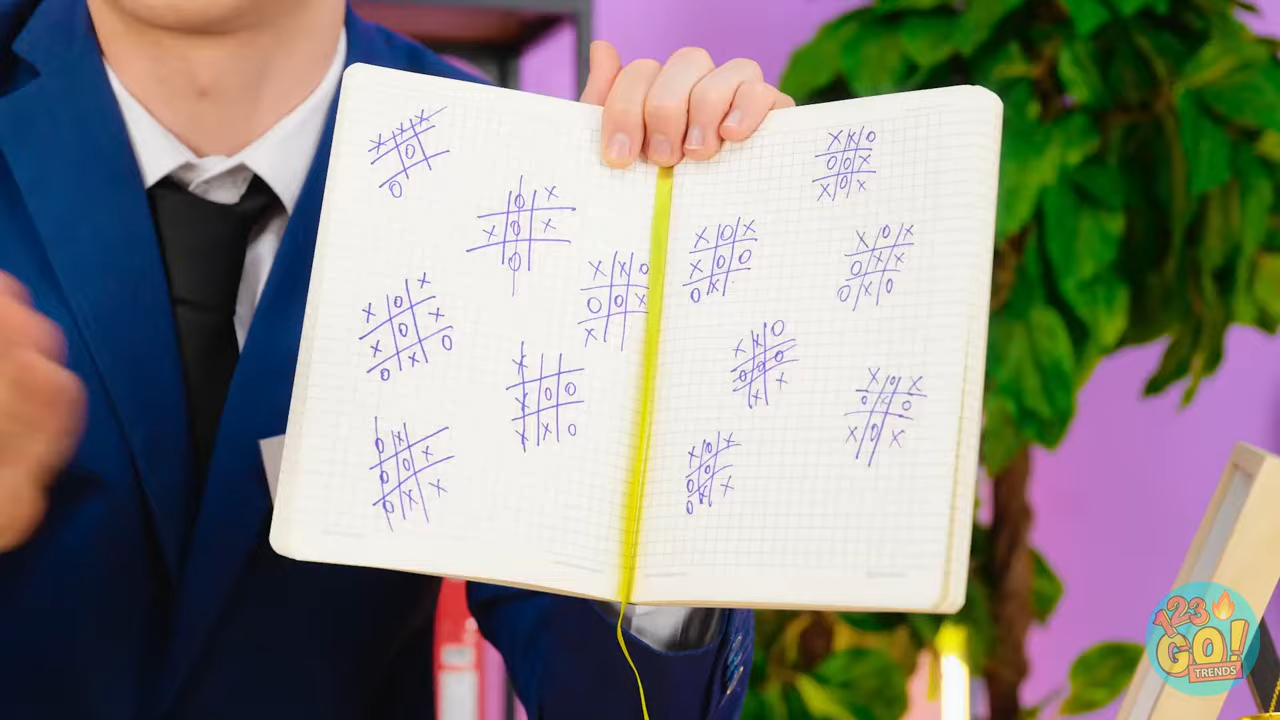 X X X
O
O
O X
X O X
O
X X O
O O X
X
X O X
X O X
O X O
X
X O O
X X O
O X
O O X
O X X
X X O
O O X
X O X
X O X
X O O
O X
X O X
O X X
O X O
X X O
O O O
X X
X O X
O X O
X O X
X O X
O O
O X X
123
GO!
TRENDS